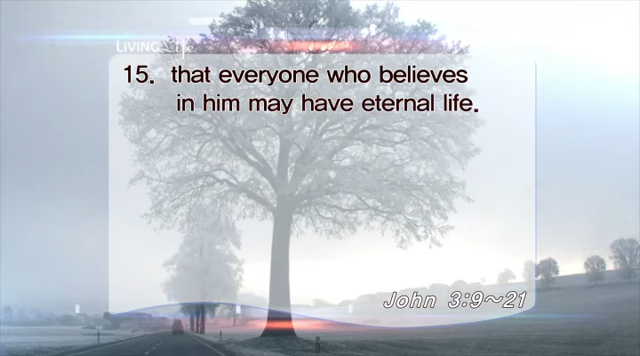 LIVING Life
15. that everyone who believes
in him may have eternal life.
John 3:9~21